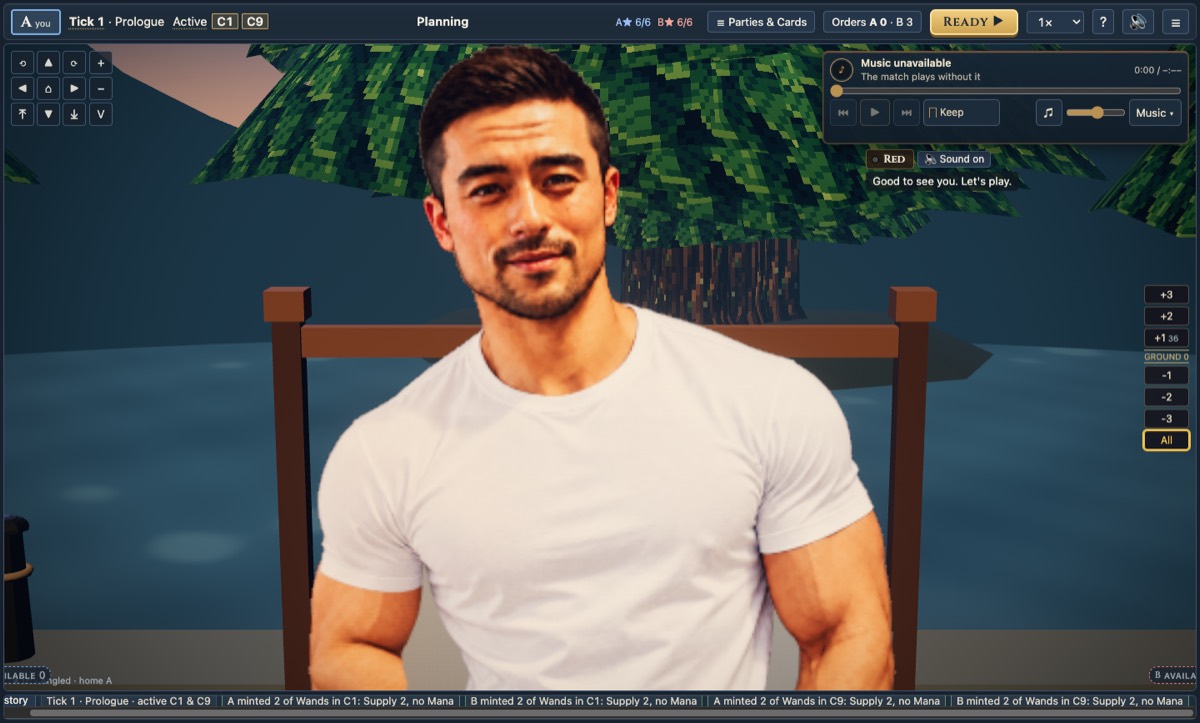 A you
Tick 1 · Prologue Active C1 C9
Planning
A★ 6/6 B★ 6/6
≡ Parties & Cards
Orders A 0 · B 3
READY ▶
1×
?
Music unavailable
The match plays without it
0:00 / –:––
Keep
Music
RED
Sound on
Good to see you. Let's play.
V
+3
+2
+1 36
GROUND 0
-1
-2
-3
All
ILABLE 0
ngled · home A
B AVAILA
story
Tick 1 · Prologue · active C1 & C9
A minted 2 of Wands in C1: Supply 2, no Mana
B minted 2 of Wands in C1: Supply 2, no Mana
A minted 2 of Wands in C9: Supply 2, no Mana
B minted 2 of Wands in C9: Supply 2, no Mana